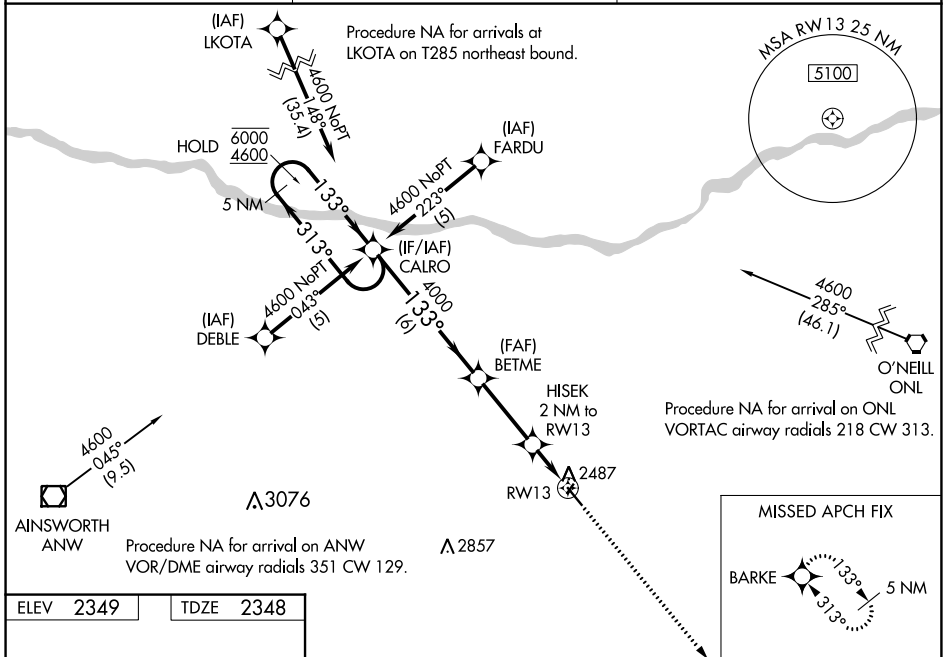 (IAF)
LKOTA
Procedure NA for arrivals at
LKOTA on T285 northeast bound.
MSA RW13 25 NM
5100
4600 NoPT
148°
(35.4)
HOLD
6000
4600
(IAF)
FARDU
4600 NoPT
223°
(5)
133°
5 NM
313°
(IF/IAF)
CALRO
4600 NoPT
043°
(5)
(IAF)
DEBLE
4000
133°
(6)
4600
285°
(46.1)
O'NEILL
ONL
(FAF)
BETME
HISEK
2 NM to
RW13
Procedure NA for arrival on ONL
VORTAC airway radials 218 CW 313.
4600
045°
(9.5)
2487
RW13
AINSWORTH
ANW
3076
2857
Procedure NA for arrival on ANW
VOR/DME airway radials 351 CW 129.
MISSED APCH FIX
BARKE
133°
313°
5 NM
ELEV 2349
TDZE 2348